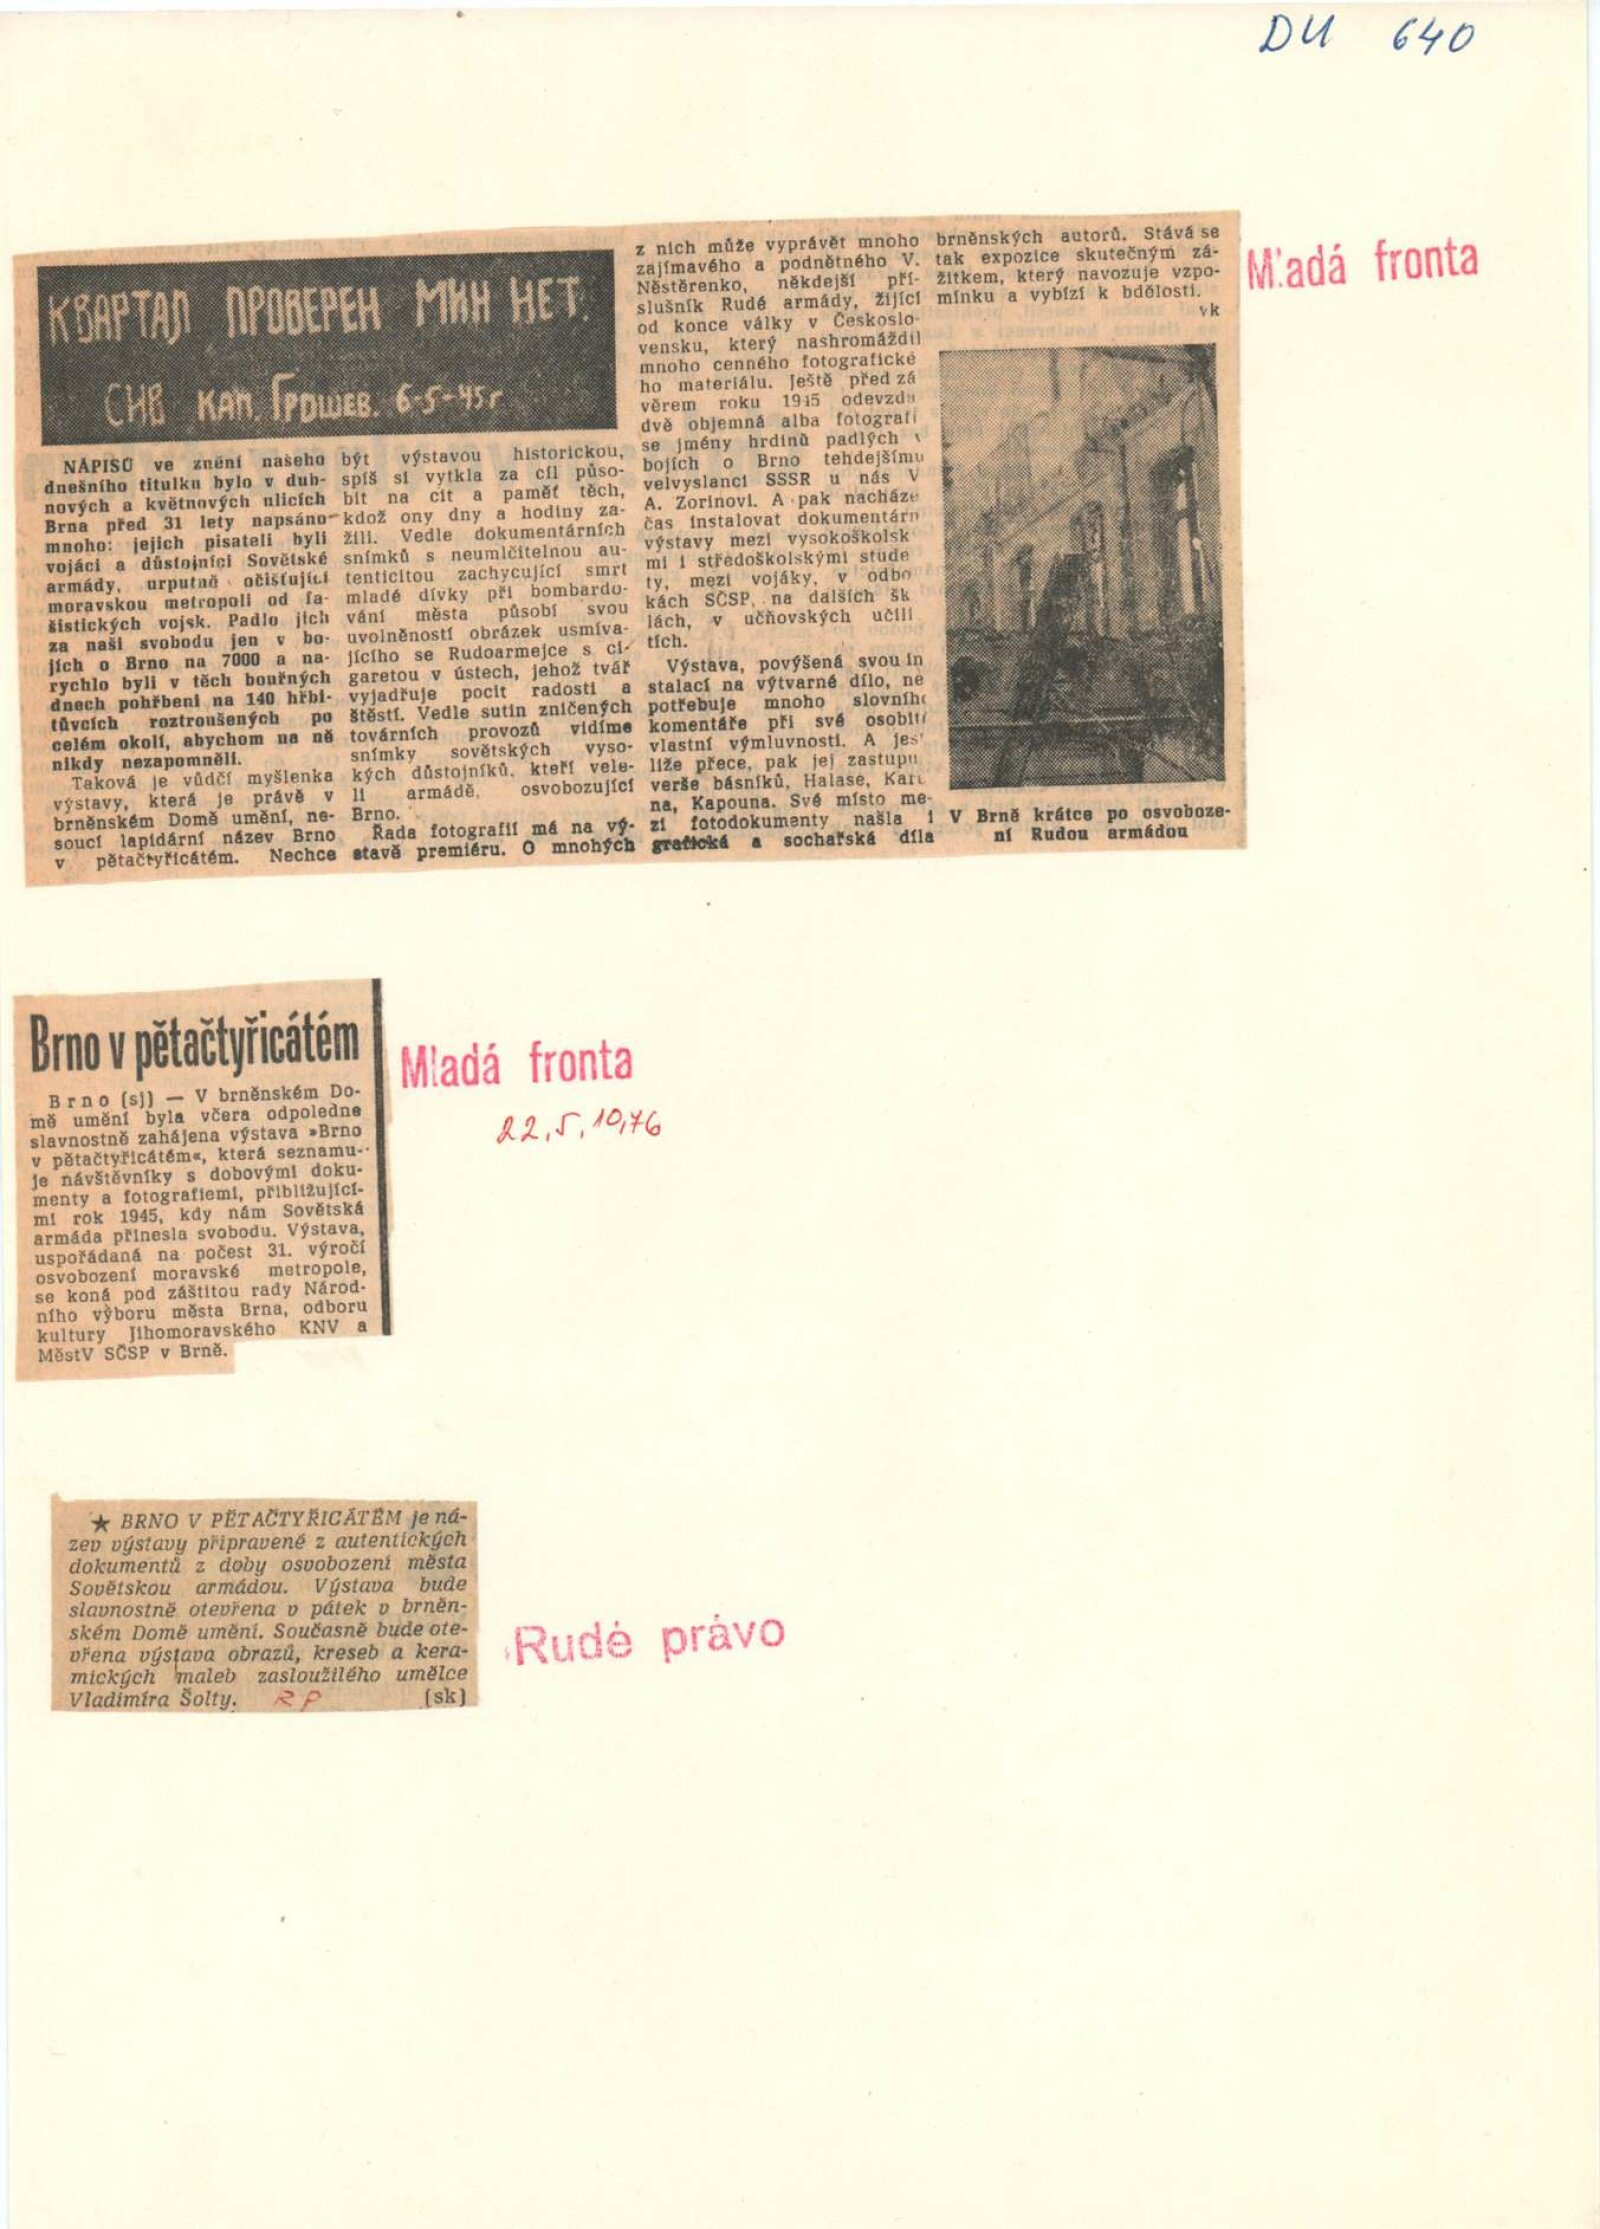 DU 640
КВАРТАЛ ПРОВЕРЕН МИН НЕТ.
СНВ КАП. ГРОШЕВ. 6-5-45г
NÁPISŮ ve znění našeho
dnešního titulku bylo v dub-
nových a květnových ulicích
Brna před 31 lety napsáno
mnoho: jejich pisateli byli
vojáci a důstojníci Sovětské
armády, urputně očišťující
moravskou metropoli od fa-
šistických vojsk. Padlo jich
za naši svobodu jen v bo-
jích o Brno na 7000 a na-
rychlo byli v těch bouřných
dnech pohřbeni na 140 hřbi-
tůvcích roztroušených po
celém okolí, abychom na ně
nikdy nezapomněli.
Taková je vůdčí myšlenka
výstavy, která je právě v
brněnském Domě umění, ne-
soucí lapidární název Brno
v pětačtyřicátém. Nechce
být výstavou historickou,
spíš si vytkla za cíl půso-
bit na cit a paměť těch,
kdož ony dny a hodiny za-
žili. Vedle dokumentárních
snímků s neumlčitelnou au-
tenticitou zachycující smrt
mladé dívky při bombardo-
vání města působí svou
uvolněností obrázek usmíva-
jícího se Rudoarmejce s ci-
garetou v ústech, jehož tvář
vyjadřuje pocit radosti a
štěstí. Vedle sutin zničených
továrních provozů vidíme
snímky sovětských vyso-
kých důstojníků, kteří vele-
li armádě, osvobozující
Brno.
Řada fotografií má na vý-
stavě premiéru. O mnohých
z nich může vyprávět mnoho
zajímavého a podnětného V.
Něstěrenko, někdejší pří-
slušník Rudé armády, žijící
od konce války v Českoslo-
vensku, který nashromáždil
mnoho cenného fotografické
ho materiálu. Ještě před zá
věrem roku 1945 odevzda
dvě objemná alba fotografi
se jmény hrdinů padlých v
bojích o Brno tehdejšímu
velvyslanci SSSR u nás V
A. Zorinovi. A pak nacháze
čas instalovat dokumentárn
výstavy mezi vysokoškolsk
mi i středoškolskými stude
ty, mezi vojáky, v odbo
kách SČSP, na dalších šk
lách, v učňovských učili
tích.
Výstava, povýšená svou in
stalací na výtvarné dílo, ne
potřebuje mnoho slovníh
komentáře při své osobit
vlastní výmluvnosti. A jes
liže přece, pak jej zastupu
verše básníků, Halase, Kar
na, Kapouna. Své místo me-
zi fotodokumenty našla i
grafická a sochařská díla
brněnských autorů. Stává se
tak expozice skutečným zá-
žitkem, který navozuje vzpo-
mínku a vybízí k bdělosti.
vk
V Brně krátce po osvoboze-
ní Rudou armádou
Mladá fronta
Brno v pětačtyřicátém
Brno (sj) — V brněnském Do-
mě umění byla včera odpoledne
slavnostně zahájena výstava »Brno
v pětačtyřicátém«, která seznamu-
je návštěvníky s dobovými doku-
menty a fotografiemi, přibližující-
mi rok 1945, kdy nám Sovětská
armáda přinesla svobodu. Výstava,
uspořádaná na počest 31. výročí
osvobození moravské metropole,
se koná pod záštitou rady Národ-
ního výboru města Brna, odboru
kultury Jihomoravského KNV a
MěstV SČSP v Brně.
Mladá fronta
22. 5. 1976
★ BRNO V PĚTAČTYŘICÁTÉM je ná-
zev výstavy připravené z autentických
dokumentů z doby osvobození města
Sovětskou armádou. Výstava bude
slavnostně otevřena v pátek v brněn-
ském Domě umění. Současně bude ote-
vřena výstava obrazů, kreseb a kera-
mických maleb zasloužilého umělce
Vladimíra Šolty. RP (sk)
Rudé právo